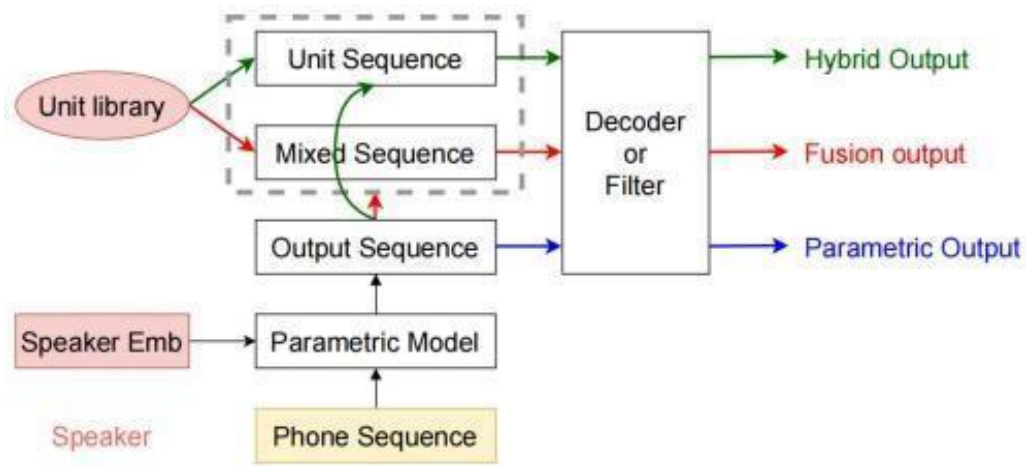 Unit Sequence
Hybrid Output
Unit library
Decoder
or
Filter
Mixed Sequence
Fusion output
Output Sequence
Parametric Output
Speaker Emb
Parametric Model
Speaker
Phone Sequence